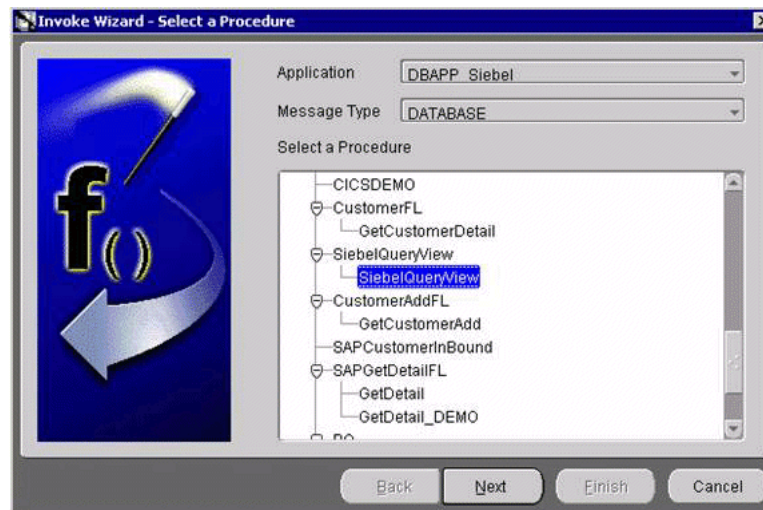 Invoke Wizard - Select a Procedure
Application DBAPP_Siebel
Message Type DATABASE
Select a Procedure
CICSDEMO
CustomerFL
GetCustomerDetail
SiebelQueryView
SiebelQueryView
CustomerAddFL
GetCustomerAdd
SAPCustomerInBound
SAPGetDetailFL
GetDetail
GetDetail_DEMO
f()
Back Next Finish Cancel